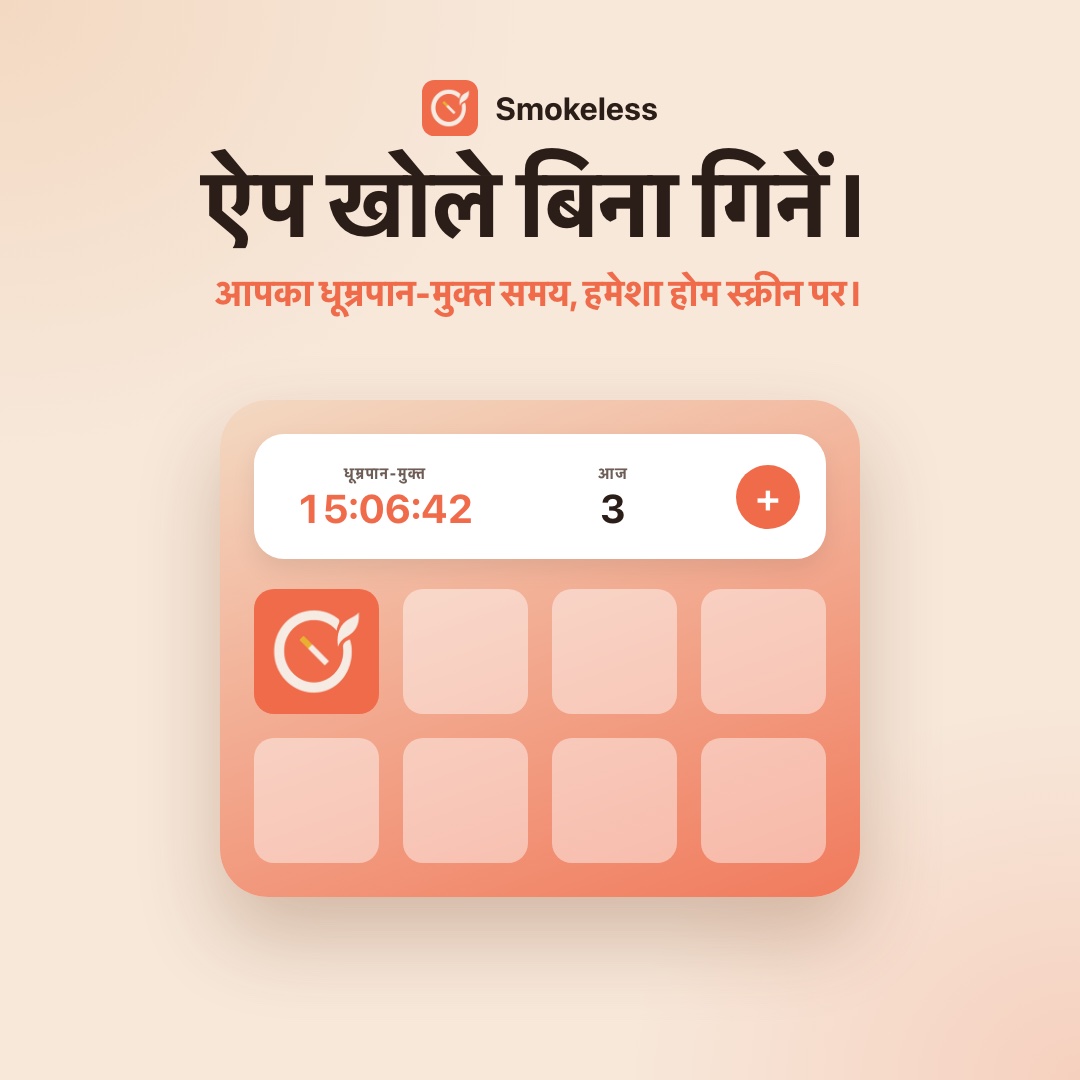 Smokeless
ऐप खोले बिना गिनें।
आपका धूम्रपान-मुक्त समय, हमेशा होम स्क्रीन पर।
धूम्रपान-मुक्त
15:06:42
आज
3
+